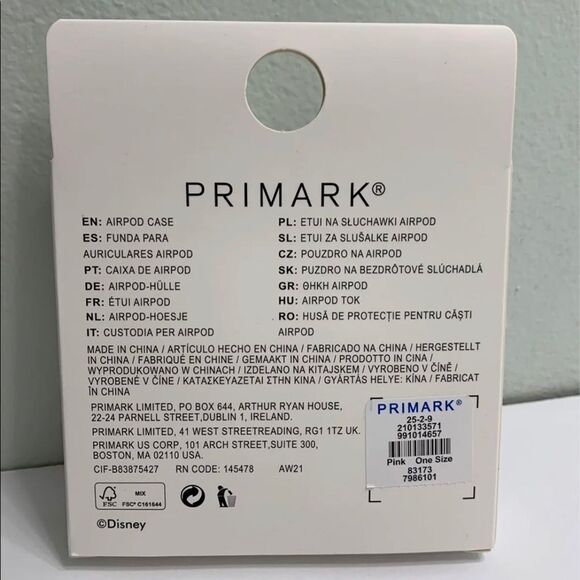 PRIMARK®
EN: AIRPOD CASE
ES: FUNDA PARA
AURICULARES AIRPOD
PT: CAIXA DE AIRPOD
DE: AIRPOD-HÜLLE
FR: ÉTUI AIRPOD
NL: AIRPOD-HOESJE
IT: CUSTODIA PER AIRPOD
PL: ETUI NA SŁUCHAWKI AIRPOD
SL: ETUI ZA SLUŠALKE AIRPOD
CZ: POUZDRO NA AIRPOD
SK: PUZDRO NA BEZDRÔTOVÉ SLÚCHADLÁ
GR: ΘΗΚΗ AIRPOD
HU: AIRPOD TOK
RO: HUSĂ DE PROTECȚIE PENTRU CĂȘTI
AIRPOD
MADE IN CHINA / ARTÍCULO HECHO EN CHINA / FABRICADO NA CHINA / HERGESTELLT
IN CHINA / FABRIQUÉ EN CHINE / GEMAAKT IN CHINA / PRODOTTO IN CINA /
WYPRODUKOWANO W CHINACH / IZDELANO NA KITAJSKEM / VYROBENO V ČÍNĚ /
VYROBENÉ V ČÍNE / ΚΑΤΑΣΚΕΥΑΖΕΤΑΙ ΣΤΗΝ ΚΙΝΑ / GYÁRTÁS HELYE: KÍNA / FABRICAT
ÎN CHINA
PRIMARK LIMITED, PO BOX 644, ARTHUR RYAN HOUSE,
22-24 PARNELL STREET,DUBLIN 1, IRELAND.
PRIMARK LIMITED, 41 WEST STREETREADING, RG1 1TZ UK.
PRIMARK US CORP, 101 ARCH STREET,SUITE 300,
BOSTON, MA 02110 USA.
CIF-B83875427 RN CODE: 145478 AW21
FSC
MIX
FSC® C161644
©Disney
PRIMARK®
25-2-9
210133571
991014657
Pink One Size
83173
7986101